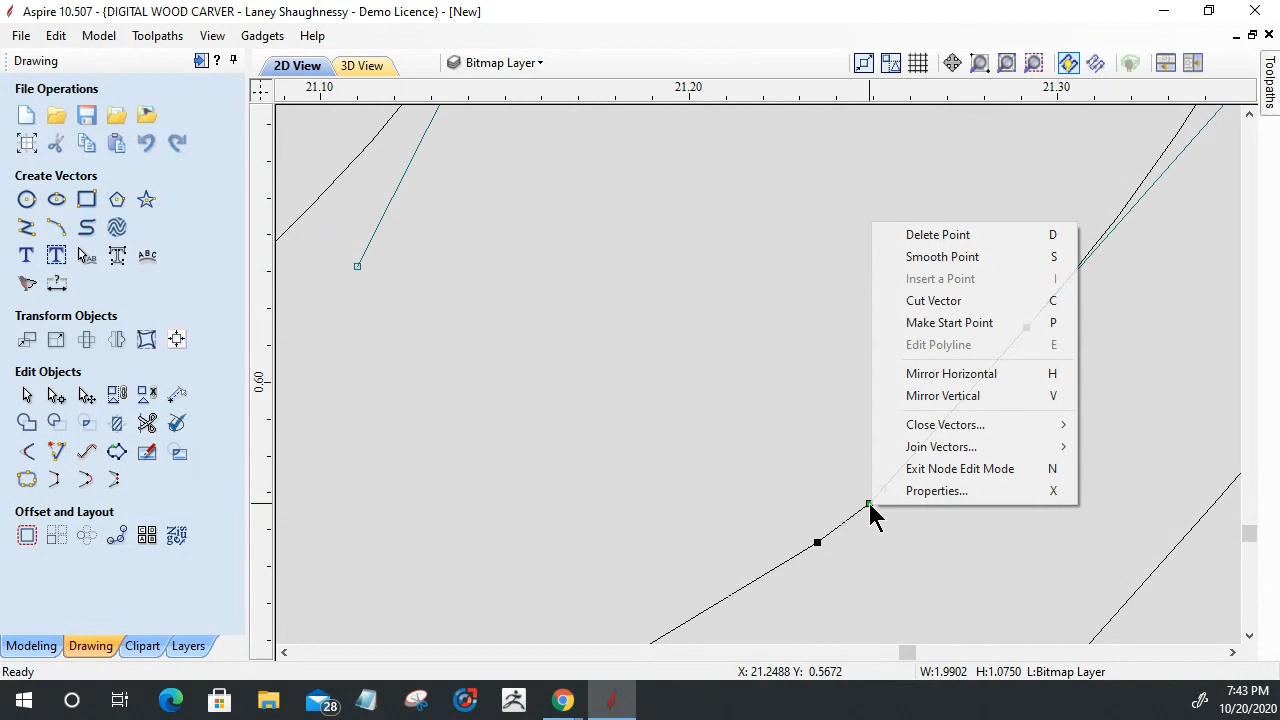 Aspire 10.507 - {DIGITAL WOOD CARVER - Laney Shaughnessy - Demo Licence} - [New]
File Edit Model Toolpaths View Gadgets Help
Drawing
2D View 3D View Bitmap Layer
File Operations
21.10 21.20 21.30
Create Vectors
Transform Objects
Edit Objects
Offset and Layout
0.60
Toolpaths
Delete Point D
Smooth Point S
Insert a Point I
Cut Vector C
Make Start Point P
Edit Polyline E
Mirror Horizontal H
Mirror Vertical V
Close Vectors...
Join Vectors...
Exit Node Edit Mode N
Properties... X
Modeling Drawing Clipart Layers
Ready X: 21.2488 Y: 0.5672 W:1.9902 H:1.0750 L:Bitmap Layer
28
7:43 PM
10/20/2020